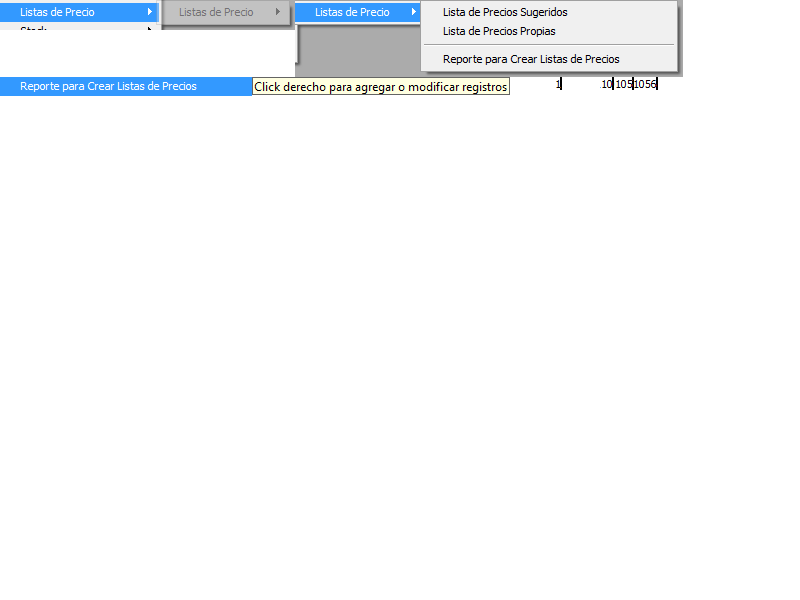 Listas de Precio
Listas de Precio
Listas de Precio
Lista de Precios Sugeridos
Lista de Precios Propias
Reporte para Crear Listas de Precios
Reporte para Crear Listas de Precios
Click derecho para agregar o modificar registros
1
10 105 1056